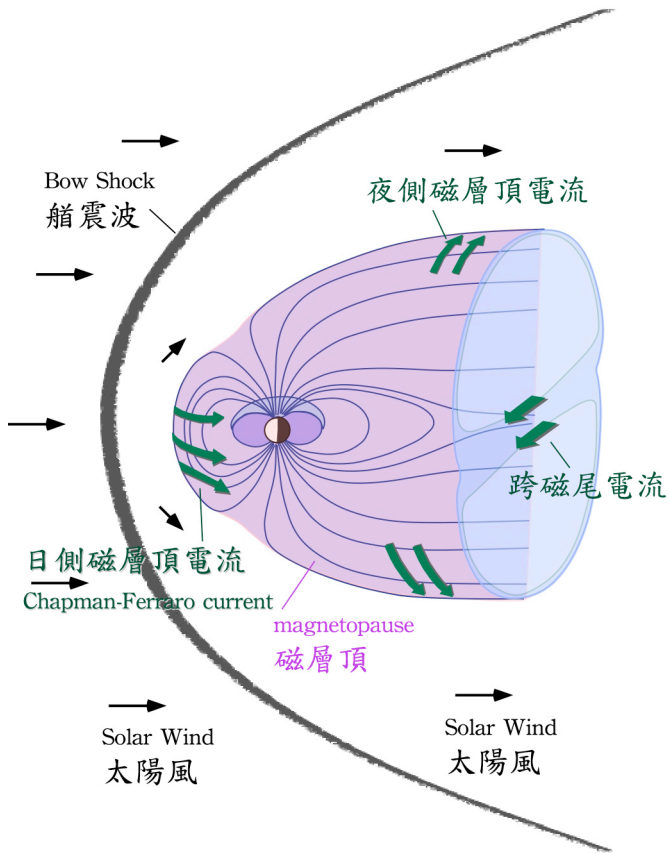 Bow Shock
艏震波
夜側磁層頂電流
跨磁尾電流
日側磁層頂電流
Chapman-Ferraro current
magnetopause
磁層頂
Solar Wind
太陽風
Solar Wind
太陽風